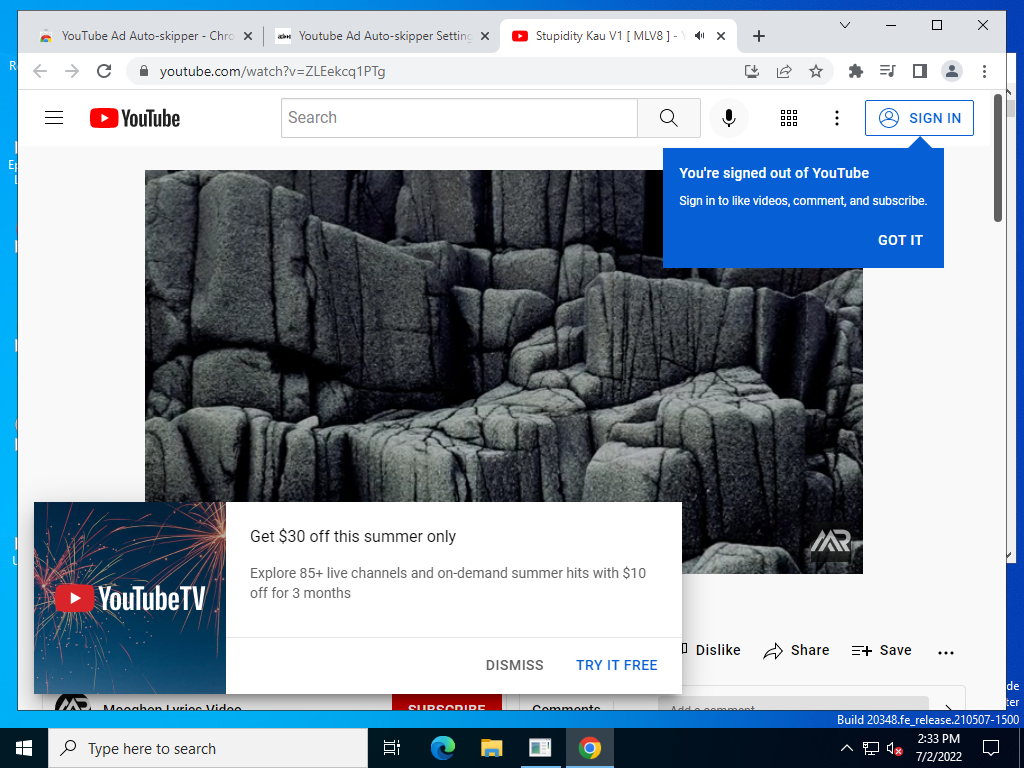 YouTube Ad Auto-skipper - Chro
Youtube Ad Auto-skipper Setting
Stupidity Kau V1 [ MLV8 ] -
youtube.com/watch?v=ZLEekcq1PTg
YouTube
Search
SIGN IN
You're signed out of YouTube
Sign in to like videos, comment, and subscribe.
GOT IT
YouTubeTV
Get $30 off this summer only
Explore 85+ live channels and on-demand summer hits with $10
off for 3 months
DISMISS
TRY IT FREE
Dislike
Share
Save
Mooghen Lyrics Video
SUBSCRIBE
Comments
Add a comment
Build 20348.fe_release.210507-1500
Type here to search
2:33 PM
7/2/2022